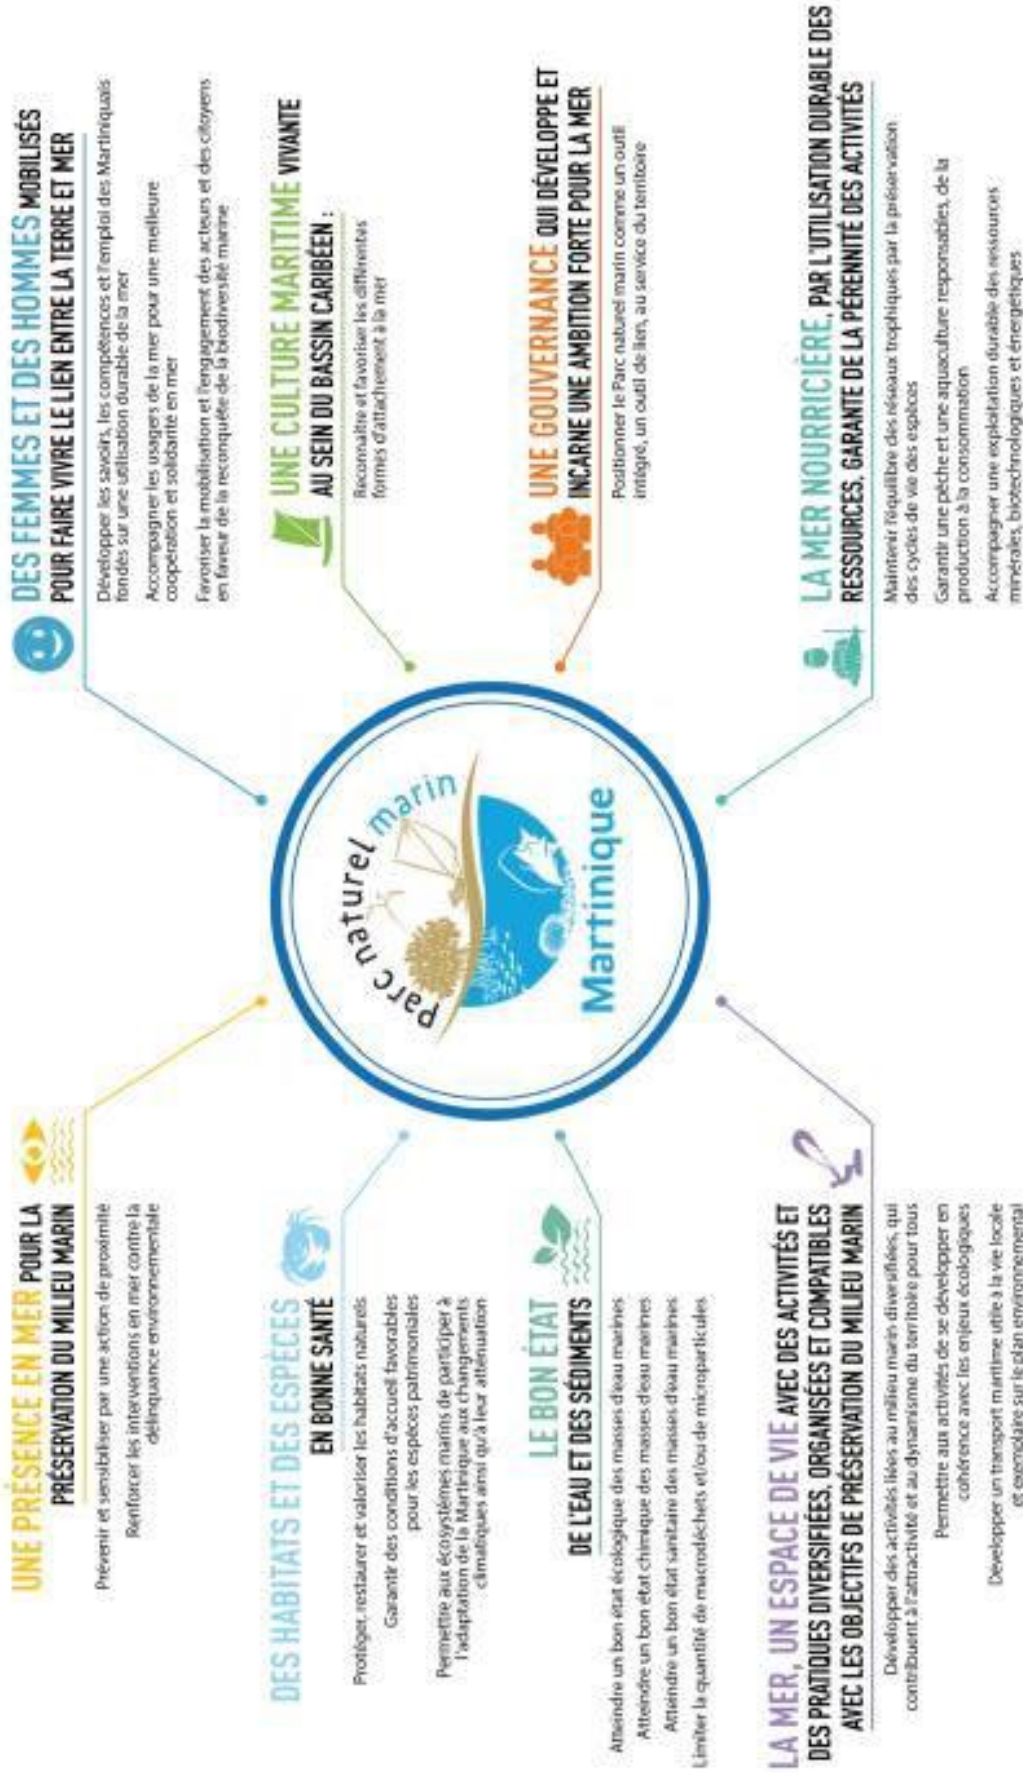 UNE PRÉSENCE EN MER POUR LA
PRÉSERVATION DU MILIEU MARIN
Prévenir et sensibiliser par une action de proximité
Renforcer les interventions en mer contre la
délinquance environnementale
DES HABITATS ET DES ESPÈCES
EN BONNE SANTÉ
Protéger, restaurer et valoriser les habitats naturels
Garantir des conditions d'accueil favorables
pour les espèces patrimoniales
Permettre aux écosystèmes marins de participer à
l'adaptation de la Martinique aux changements
climatiques ainsi qu'à leur atténuation
LE BON ÉTAT
DE L'EAU ET DES SÉDIMENTS
Atteindre un bon état écologique des masses d'eau marines
Atteindre un bon état chimique des masses d'eau marines
Atteindre un bon état sanitaire des masses d'eau marines
Limiter la quantité de macrodéchets et/ou de microparticules
LA MER, UN ESPACE DE VIE AVEC DES ACTIVITÉS ET
DES PRATIQUES DIVERSIFIÉES, ORGANISÉES ET COMPATIBLES
AVEC LES OBJECTIFS DE PRÉSERVATION DU MILIEU MARIN
Développer des activités liées au milieu marin diversifiées, qui
contribuent à l'attractivité et au dynamisme du territoire pour tous
Permettre aux activités de se développer en
cohérence avec les enjeux écologiques
Développer un transport maritime utile à la vie locale
et exemplaire sur le plan environnemental
Parc naturel marin
Martinique
DES FEMMES ET DES HOMMES MOBILISÉS
POUR FAIRE VIVRE LE LIEN ENTRE LA TERRE ET MER
Développer les savoirs, les compétences et l'emploi des Martiniquais
fondés sur une utilisation durable de la mer
Accompagner les usagers de la mer pour une meilleure
coopération et solidarité en mer
Favoriser la mobilisation et l'engagement des acteurs et des citoyens
en faveur de la reconquête de la biodiversité marine
UNE CULTURE MARITIME VIVANTE
AU SEIN DU BASSIN CARIBÉEN :
Reconnaître et favoriser les différentes
formes d'attachement à la mer
UNE GOUVERNANCE QUI DÉVELOPPE ET
INCARNE UNE AMBITION FORTE POUR LA MER
Positionner le Parc naturel marin comme un outil
intégré, un outil de lien, au service du territoire
LA MER NOURRICIÈRE, PAR L'UTILISATION DURABLE DES
RESSOURCES, GARANTE DE LA PÉRENNITÉ DES ACTIVITÉS
Maintenir l'équilibre des réseaux trophiques par la préservation
des cycles de vie des espèces
Garantir une pêche et une aquaculture responsables, de la
production à la consommation
Accompagner une exploitation durable des ressources
minérales, biotechnologiques et énergétiques